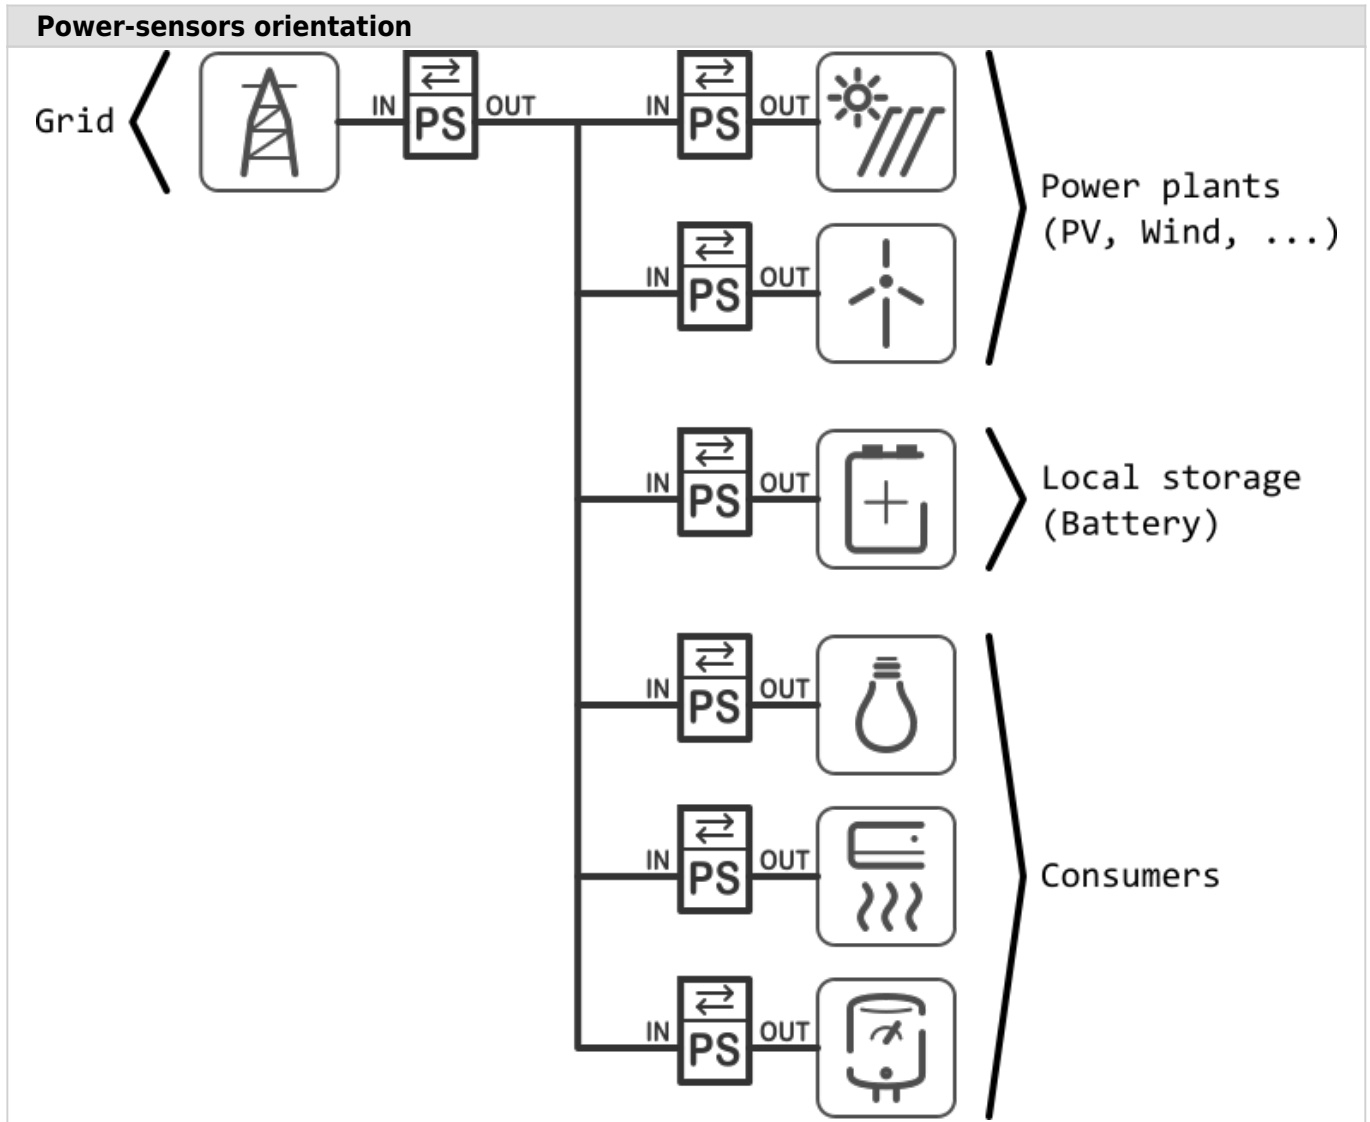 Power-sensors orientation
Grid
IN PS OUT
IN PS OUT
Power plants
(PV, Wind, ...)
IN PS OUT
IN PS OUT
Local storage
(Battery)
IN PS OUT
IN PS OUT
Consumers
IN PS OUT